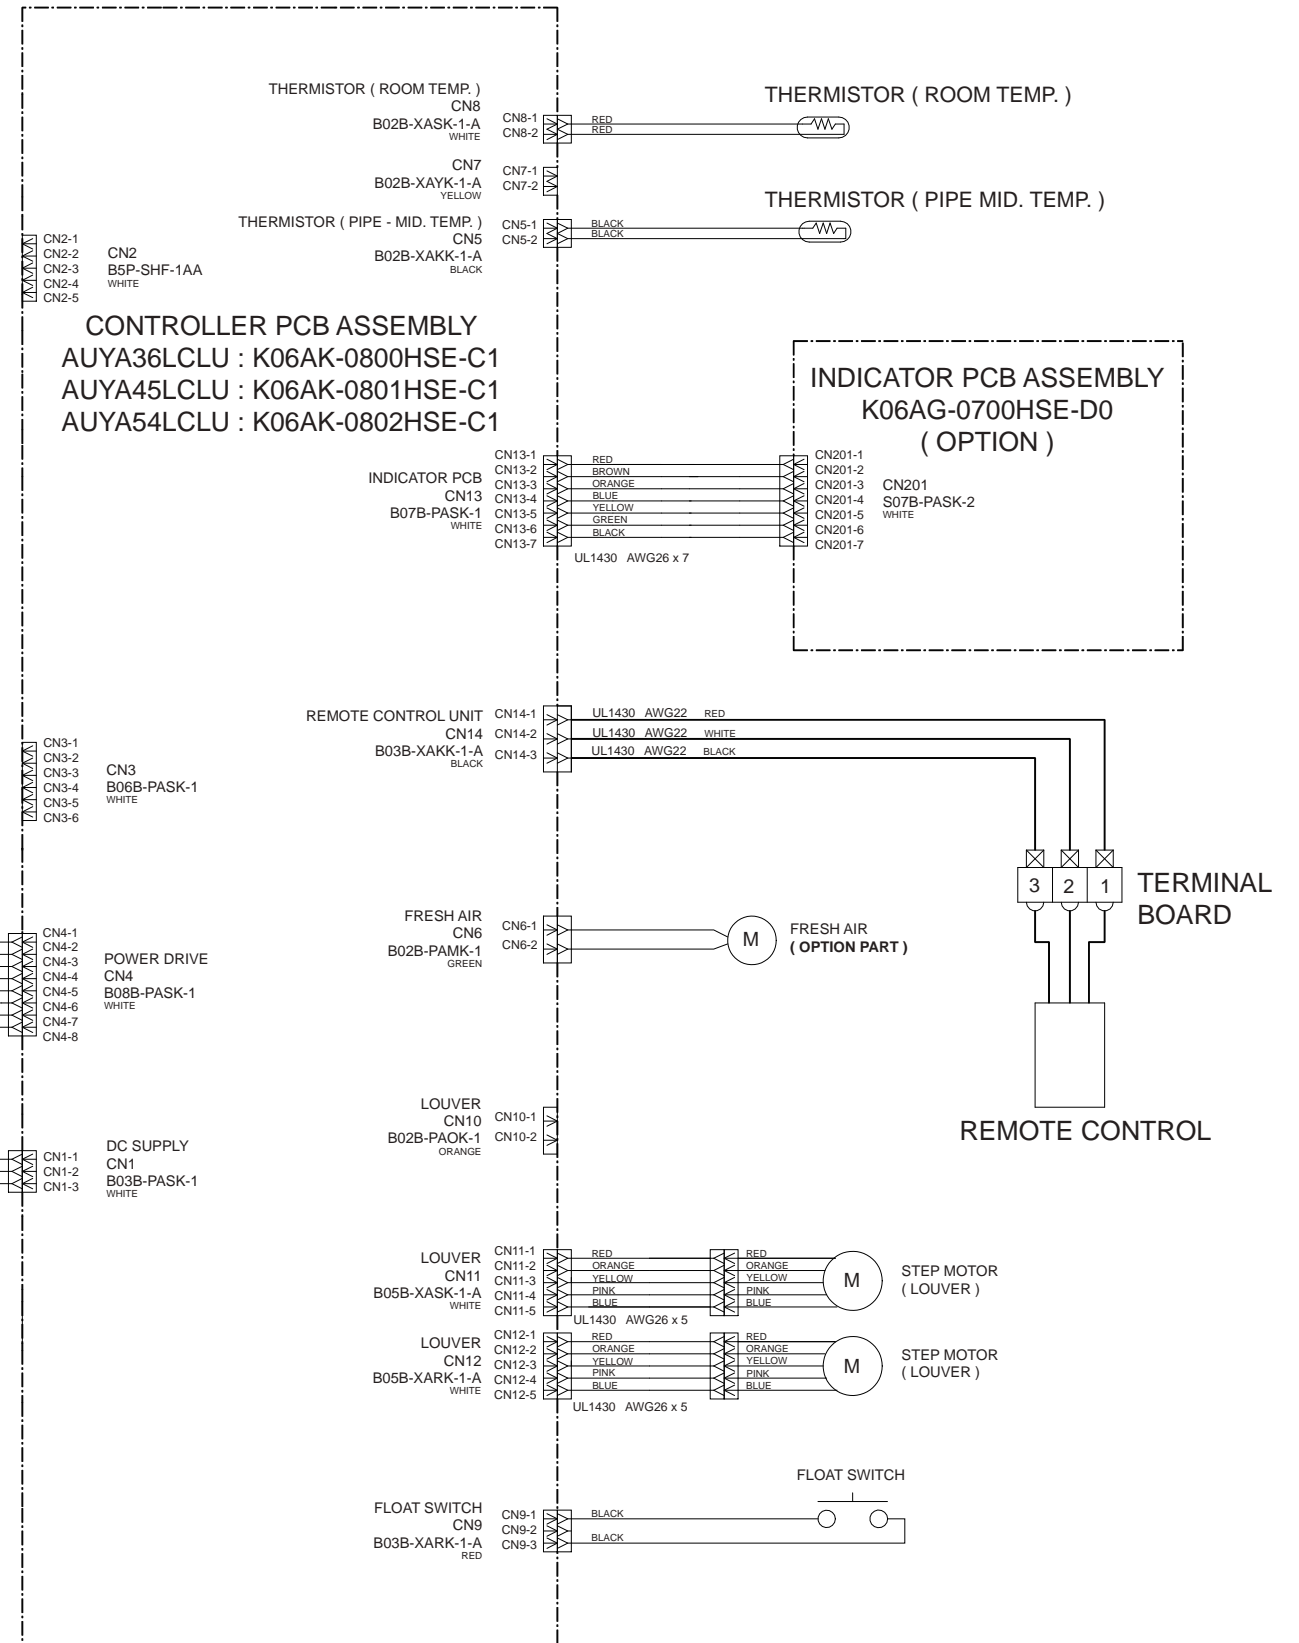 THERMISTOR ( ROOM TEMP. )
CN8
B02B-XASK-1-A
WHITE
CN8-1
CN8-2
RED
RED
THERMISTOR ( ROOM TEMP. )
CN7
B02B-XAYK-1-A
YELLOW
CN7-1
CN7-2
THERMISTOR ( PIPE - MID. TEMP. )
CN5
B02B-XAKK-1-A
BLACK
CN5-1
CN5-2
BLACK
BLACK
THERMISTOR ( PIPE MID. TEMP. )
CN2-1
CN2-2
CN2-3
CN2-4
CN2-5
CN2
B5P-SHF-1AA
WHITE
CONTROLLER PCB ASSEMBLY
AUYA36LCLU : K06AK-0800HSE-C1
AUYA45LCLU : K06AK-0801HSE-C1
AUYA54LCLU : K06AK-0802HSE-C1
INDICATOR PCB ASSEMBLY
K06AG-0700HSE-D0
( OPTION )
INDICATOR PCB
CN13
B07B-PASK-1
WHITE
CN13-1
CN13-2
CN13-3
CN13-4
CN13-5
CN13-6
CN13-7
RED
BROWN
ORANGE
BLUE
YELLOW
GREEN
BLACK
UL1430 AWG26 x 7
CN201-1
CN201-2
CN201-3
CN201-4
CN201-5
CN201-6
CN201-7
CN201
S07B-PASK-2
WHITE
REMOTE CONTROL UNIT
CN14
B03B-XAKK-1-A
BLACK
CN14-1
CN14-2
CN14-3
UL1430 AWG22 RED
UL1430 AWG22 WHITE
UL1430 AWG22 BLACK
CN3-1
CN3-2
CN3-3
CN3-4
CN3-5
CN3-6
CN3
B06B-PASK-1
WHITE
3 2 1
TERMINAL
BOARD
FRESH AIR
CN6
B02B-PAMK-1
GREEN
CN6-1
CN6-2
M
FRESH AIR
( OPTION PART )
CN4-1
CN4-2
CN4-3
CN4-4
CN4-5
CN4-6
CN4-7
CN4-8
POWER DRIVE
CN4
B08B-PASK-1
WHITE
REMOTE CONTROL
LOUVER
CN10
B02B-PAOK-1
ORANGE
CN10-1
CN10-2
CN1-1
CN1-2
CN1-3
DC SUPPLY
CN1
B03B-PASK-1
WHITE
LOUVER
CN11
B05B-XASK-1-A
WHITE
CN11-1
CN11-2
CN11-3
CN11-4
CN11-5
RED
ORANGE
YELLOW
PINK
BLUE
UL1430 AWG26 x 5
RED
ORANGE
YELLOW
PINK
BLUE
M
STEP MOTOR
( LOUVER )
LOUVER
CN12
B05B-XARK-1-A
WHITE
CN12-1
CN12-2
CN12-3
CN12-4
CN12-5
RED
ORANGE
YELLOW
PINK
BLUE
UL1430 AWG26 x 5
RED
ORANGE
YELLOW
PINK
BLUE
M
STEP MOTOR
( LOUVER )
FLOAT SWITCH
FLOAT SWITCH
CN9
B03B-XARK-1-A
RED
CN9-1
CN9-2
CN9-3
BLACK
BLACK